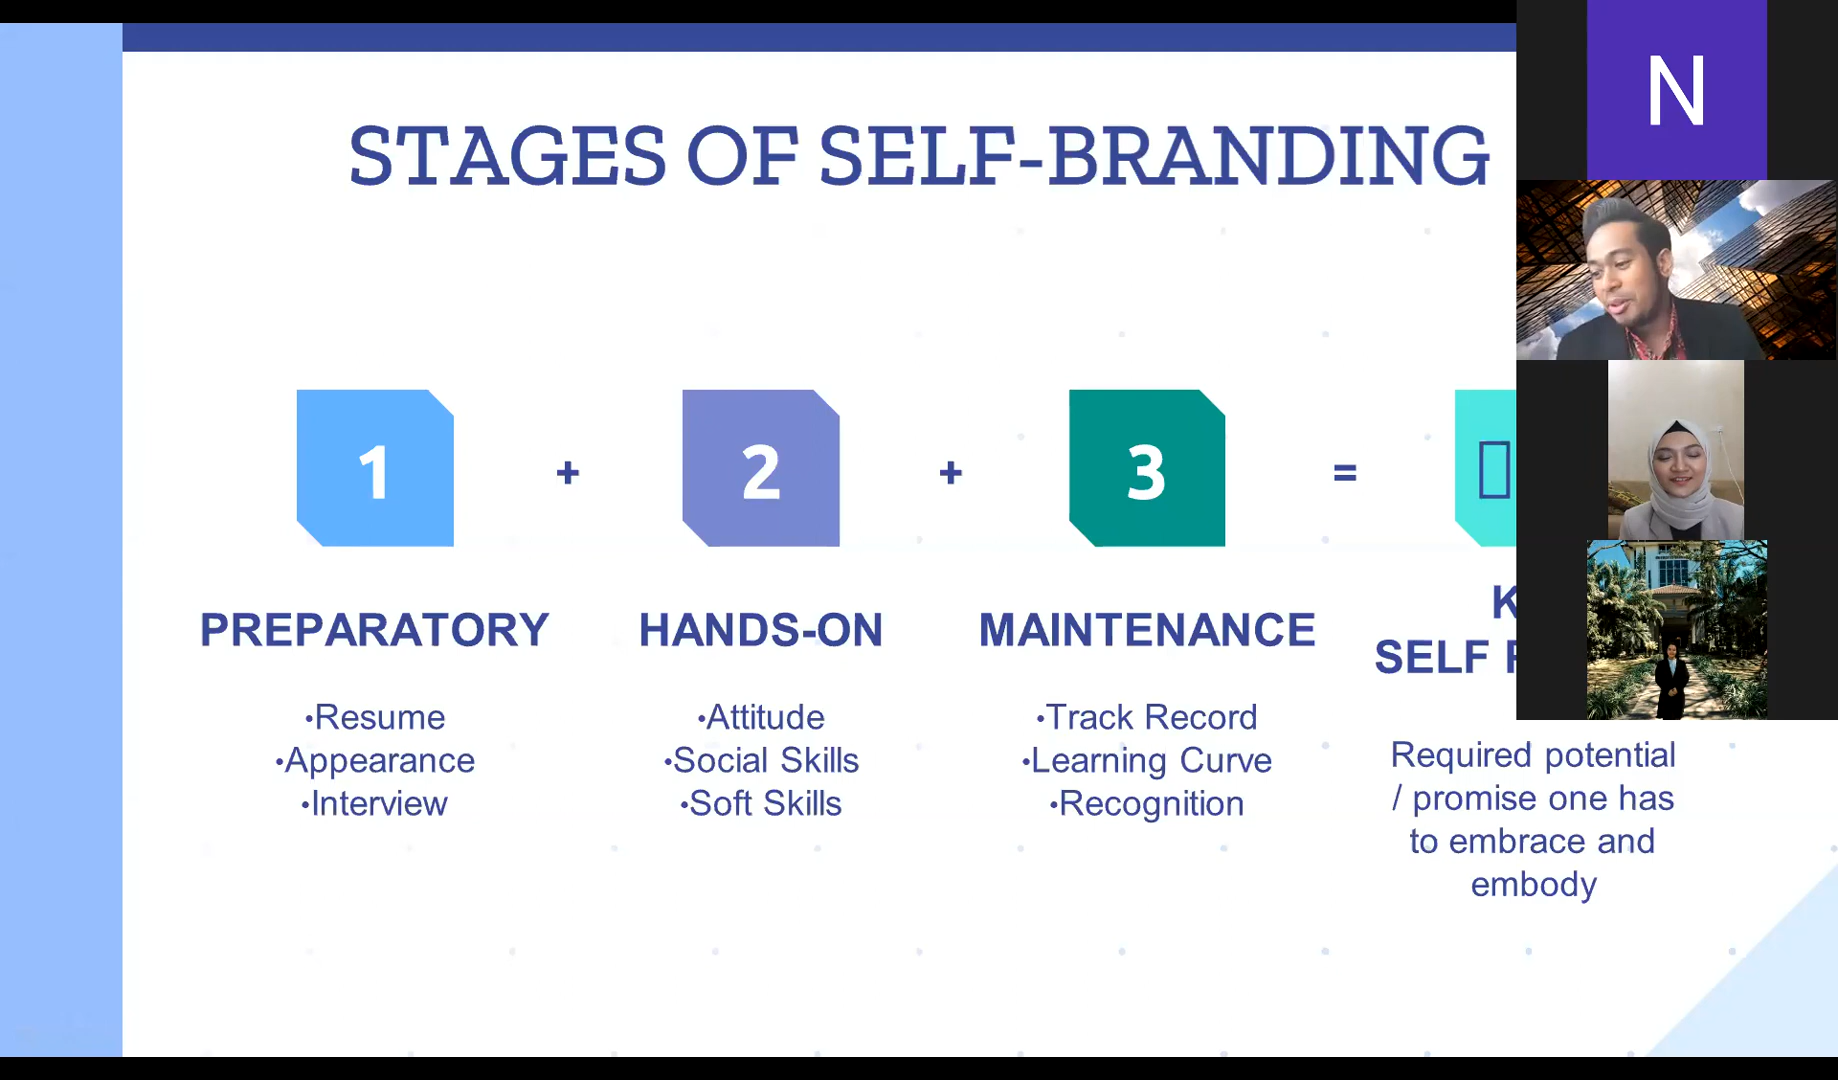 STAGES OF SELF-BRANDING
N
1
+
2
+
3
=
PREPARATORY
•Resume
•Appearance
•Interview
HANDS-ON
•Attitude
•Social Skills
•Soft Skills
MAINTENANCE
•Track Record
•Learning Curve
•Recognition
SELF
Required potential
/ promise one has
to embrace and
embody